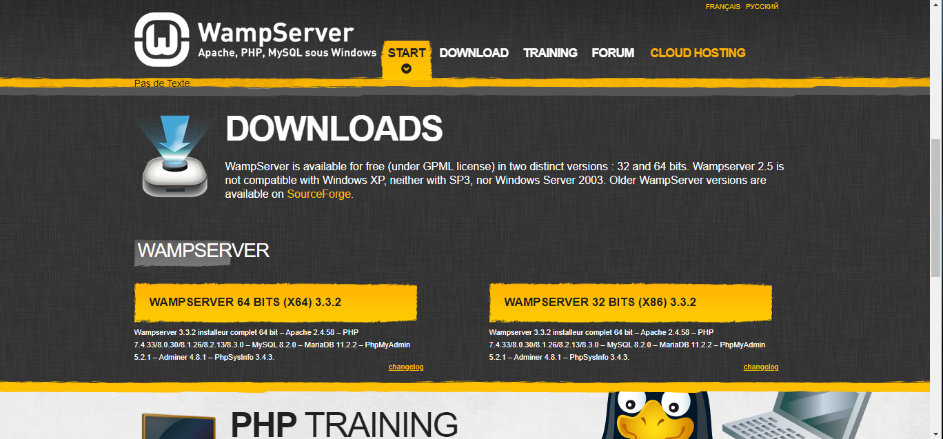 FRANÇAIS РУССКИЙ
WampServer
Apache, PHP, MySQL sous Windows
START DOWNLOAD TRAINING FORUM CLOUD HOSTING
Pas de Texte
DOWNLOADS
WampServer is available for free (under GPML license) in two distinct versions : 32 and 64 bits. Wampserver 2.5 is
not compatible with Windows XP, neither with SP3, nor Windows Server 2003. Older WampServer versions are
available on SourceForge.
WAMPSERVER
WAMPSERVER 64 BITS (X64) 3.3.2
Wampserver 3.3.2 installeur complet 64 bit – Apache 2.4.58 – PHP
7.4.33/8.0.30/8.1.26/8.2.13/8.3.0 – MySQL 8.2.0 – MariaDB 11.2.2 – PhpMyAdmin
5.2.1 – Adminer 4.8.1 – PhpSysInfo 3.4.3.
changelog
WAMPSERVER 32 BITS (X86) 3.3.2
Wampserver 3.3.2 installeur complet 64 bit – Apache 2.4.58 – PHP
7.4.33/8.0.30/8.1.26/8.2.13/8.3.0 – MySQL 8.2.0 – MariaDB 11.2.2 – PhpMyAdmin
5.2.1 – Adminer 4.8.1 – PhpSysInfo 3.4.3.
changelog
PHP TRAINING